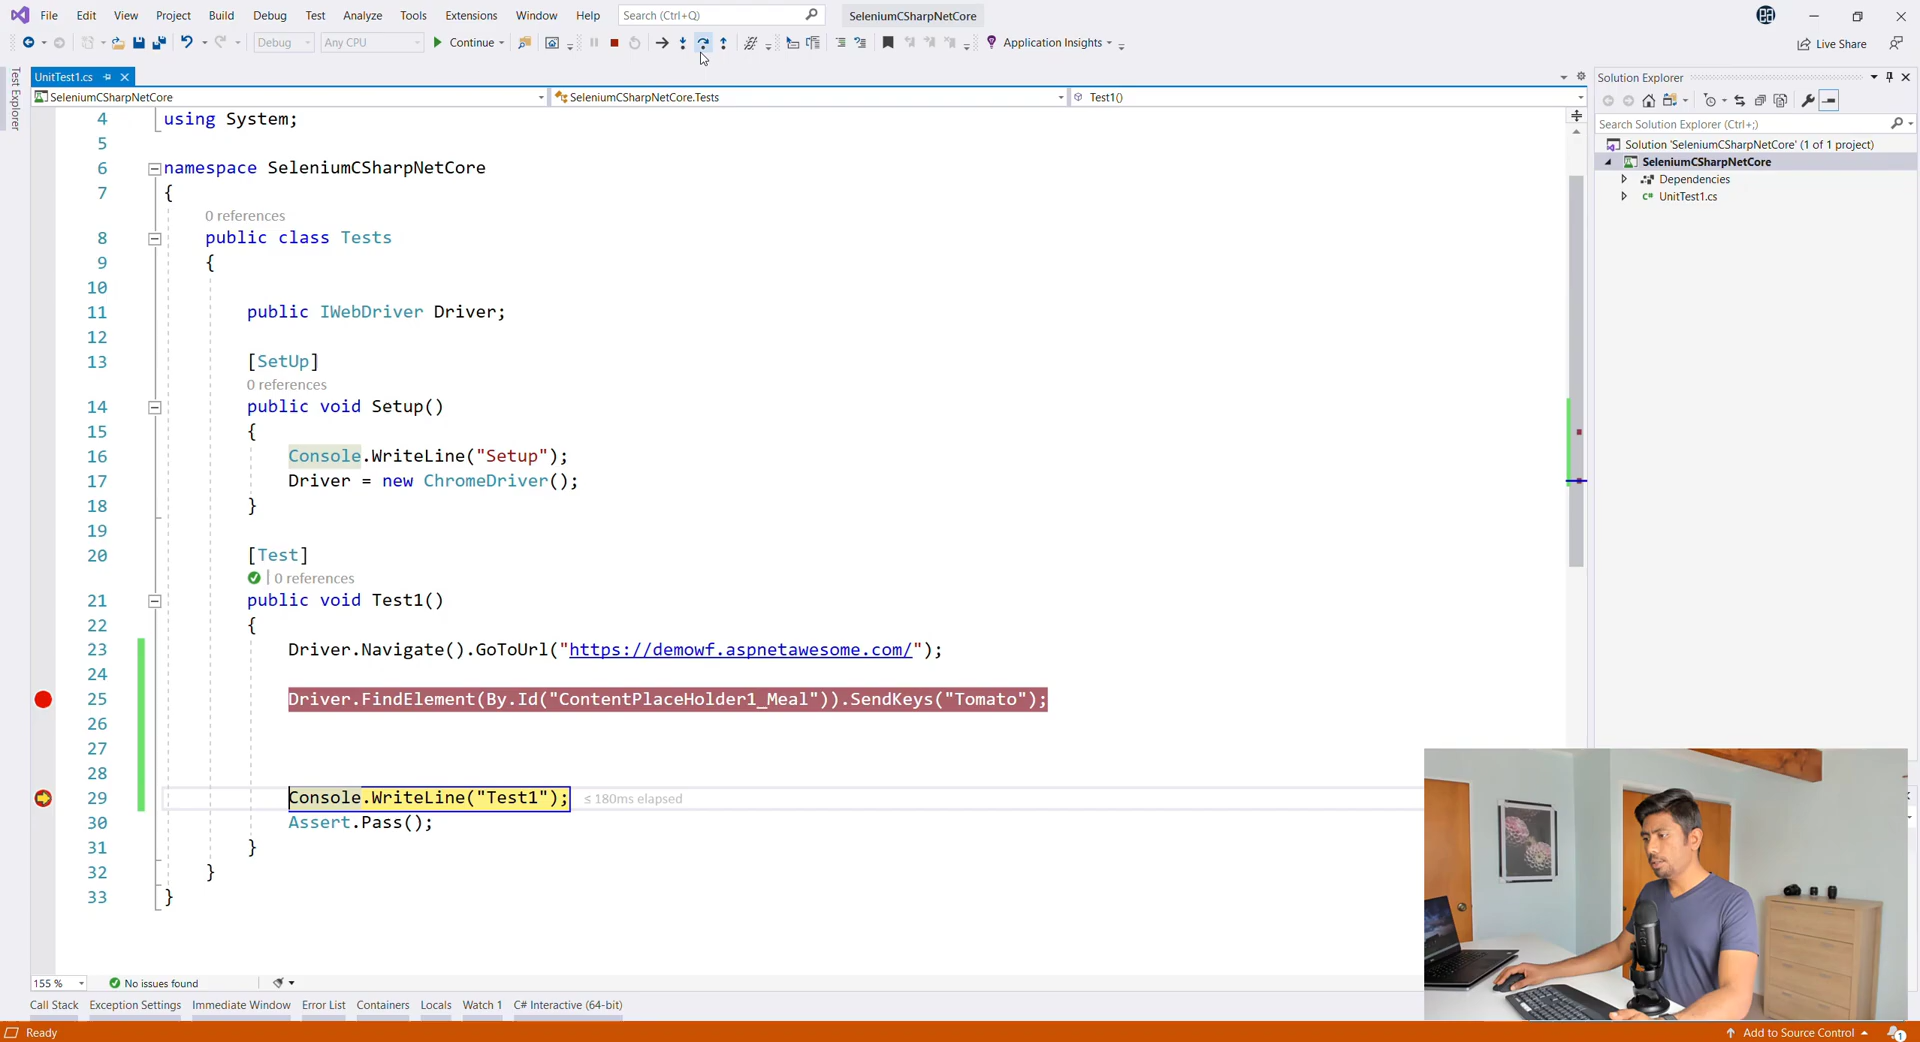 File Edit View Project Build Debug Test Analyze Tools Extensions Window Help Search (Ctrl+Q) SeleniumCSharpNetCore
Debug Any CPU Continue Application Insights Live Share
Test Explorer
UnitTest1.cs
SeleniumCSharpNetCore SeleniumCSharpNetCore.Tests Test1()
4 using System;
5
6 namespace SeleniumCSharpNetCore
7 {
0 references
8 public class Tests
9 {
10
11 public IWebDriver Driver;
12
13 [SetUp]
0 references
14 public void Setup()
15 {
16 Console.WriteLine("Setup");
17 Driver = new ChromeDriver();
18 }
19
20 [Test]
0 references
21 public void Test1()
22 {
23 Driver.Navigate().GoToUrl("https://demowf.aspnetawesome.com/");
24
25 Driver.FindElement(By.Id("ContentPlaceHolder1_Meal")).SendKeys("Tomato");
26
27
28
29 Console.WriteLine("Test1"); ≤ 180ms elapsed
30 Assert.Pass();
31 }
32 }
33 }
Solution Explorer
Search Solution Explorer (Ctrl+;)
Solution 'SeleniumCSharpNetCore' (1 of 1 project)
SeleniumCSharpNetCore
Dependencies
C# UnitTest1.cs
155 % No issues found
Call Stack Exception Settings Immediate Window Error List Containers Locals Watch 1 C# Interactive (64-bit)
Ready Add to Source Control 1